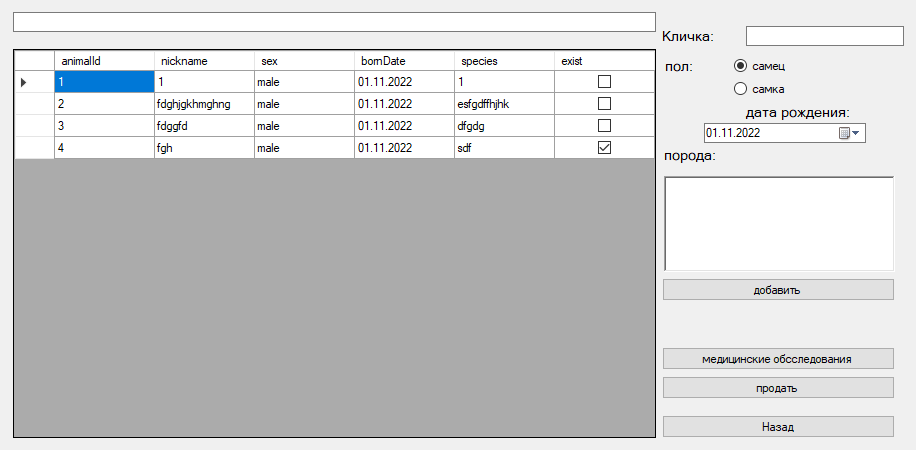 animalId nickname sex bornDate species exist
1 1 male 01.11.2022 1
2 fdghjgkhmghng male 01.11.2022 esfgdffhjhk
3 fdggfd male 01.11.2022 dfgdg
4 fgh male 01.11.2022 sdf
Кличка:
пол: самец
самка
дата рождения:
01.11.2022
порода:
добавить
медицинские обсследования
продать
Назад